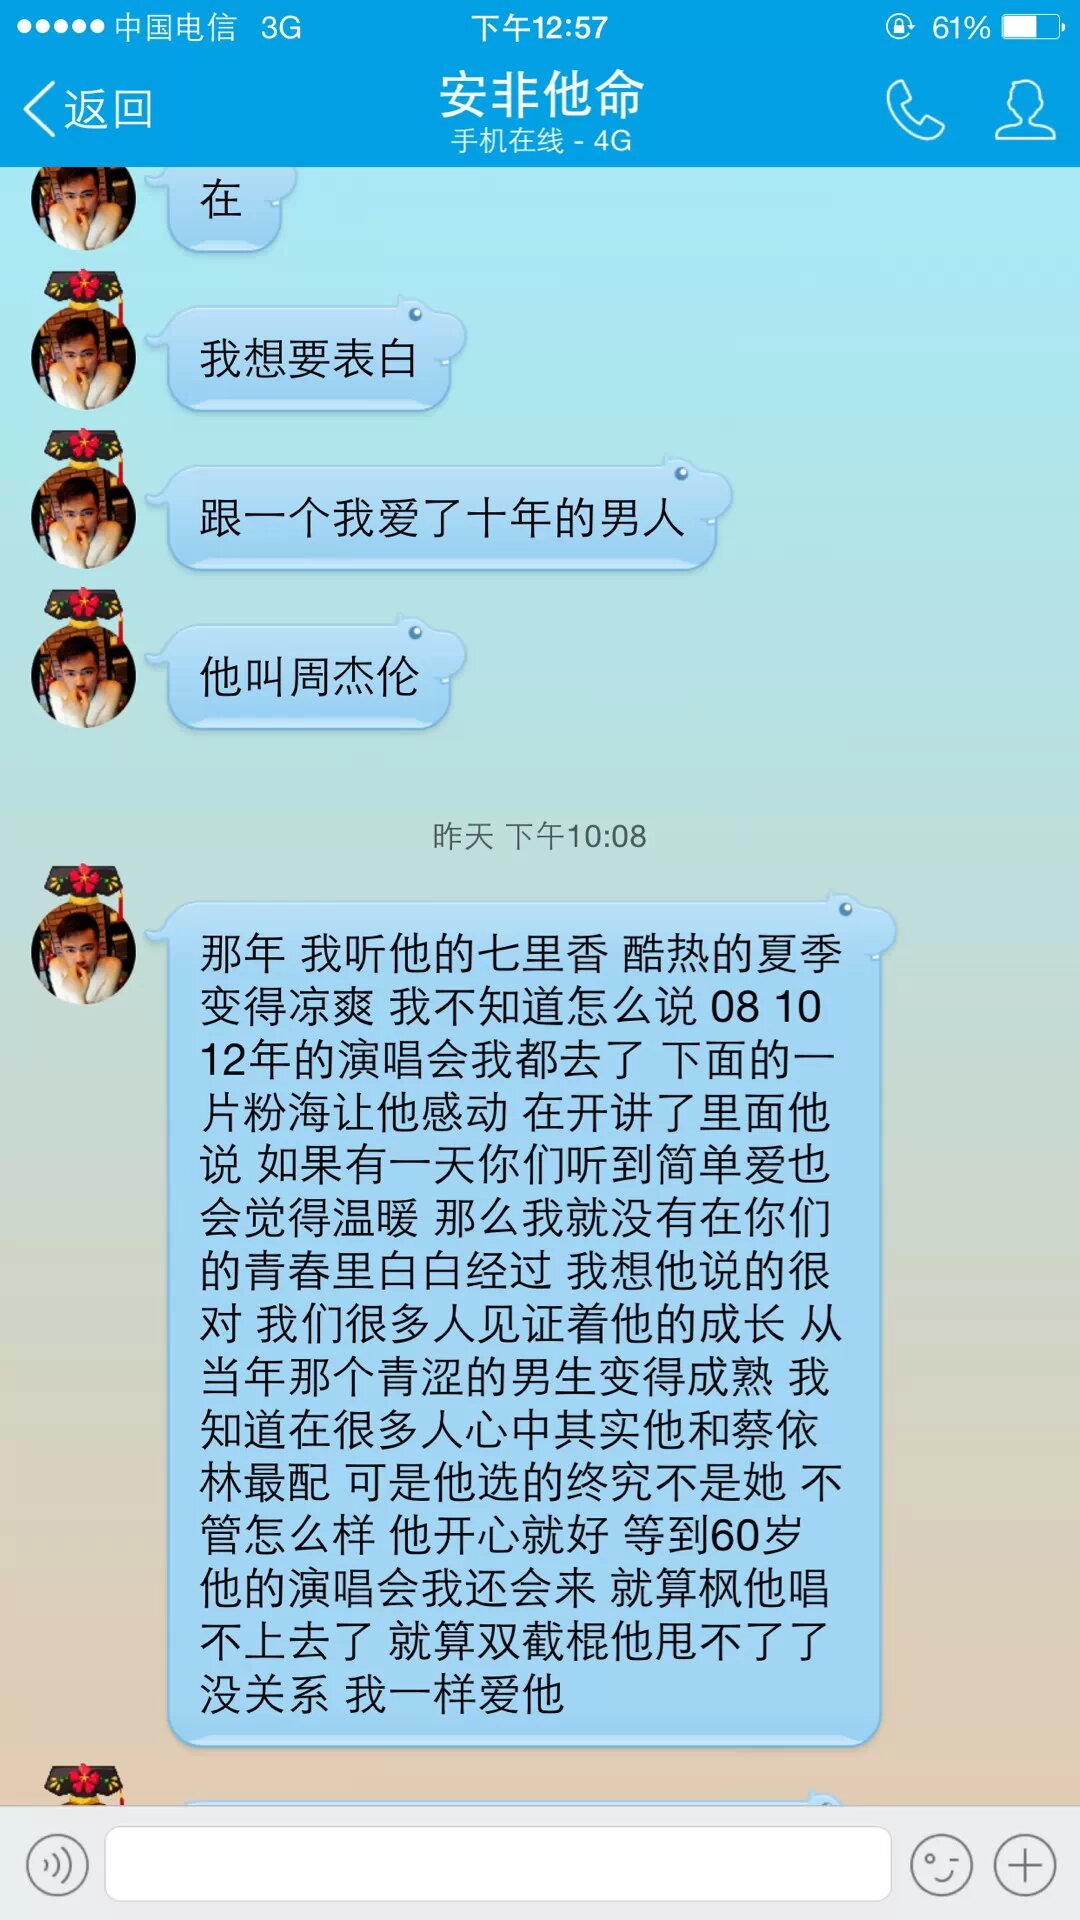 中国电信 3G 下午12:57 61%
返回
安非他命
手机在线 - 4G
在
我想要表白
跟一个我爱了十年的男人
他叫周杰伦
昨天 下午10:08
那年 我听他的七里香 酷热的夏季
变得凉爽 我不知道怎么说 08 10
12年的演唱会我都去了 下面的一
片粉海让他感动 在开讲了里面他
说 如果有一天你们听到简单爱也
会觉得温暖 那么我就没有在你们
的青春里白白经过 我想他说的很
对 我们很多人见证着他的成长 从
当年那个青涩的男生变得成熟 我
知道在很多人心中其实他和蔡依
林最配 可是他选的终究不是她 不
管怎么样 他开心就好 等到60岁
他的演唱会我还会来 就算枫他唱
不上去了 就算双截棍他甩不了了
没关系 我一样爱他